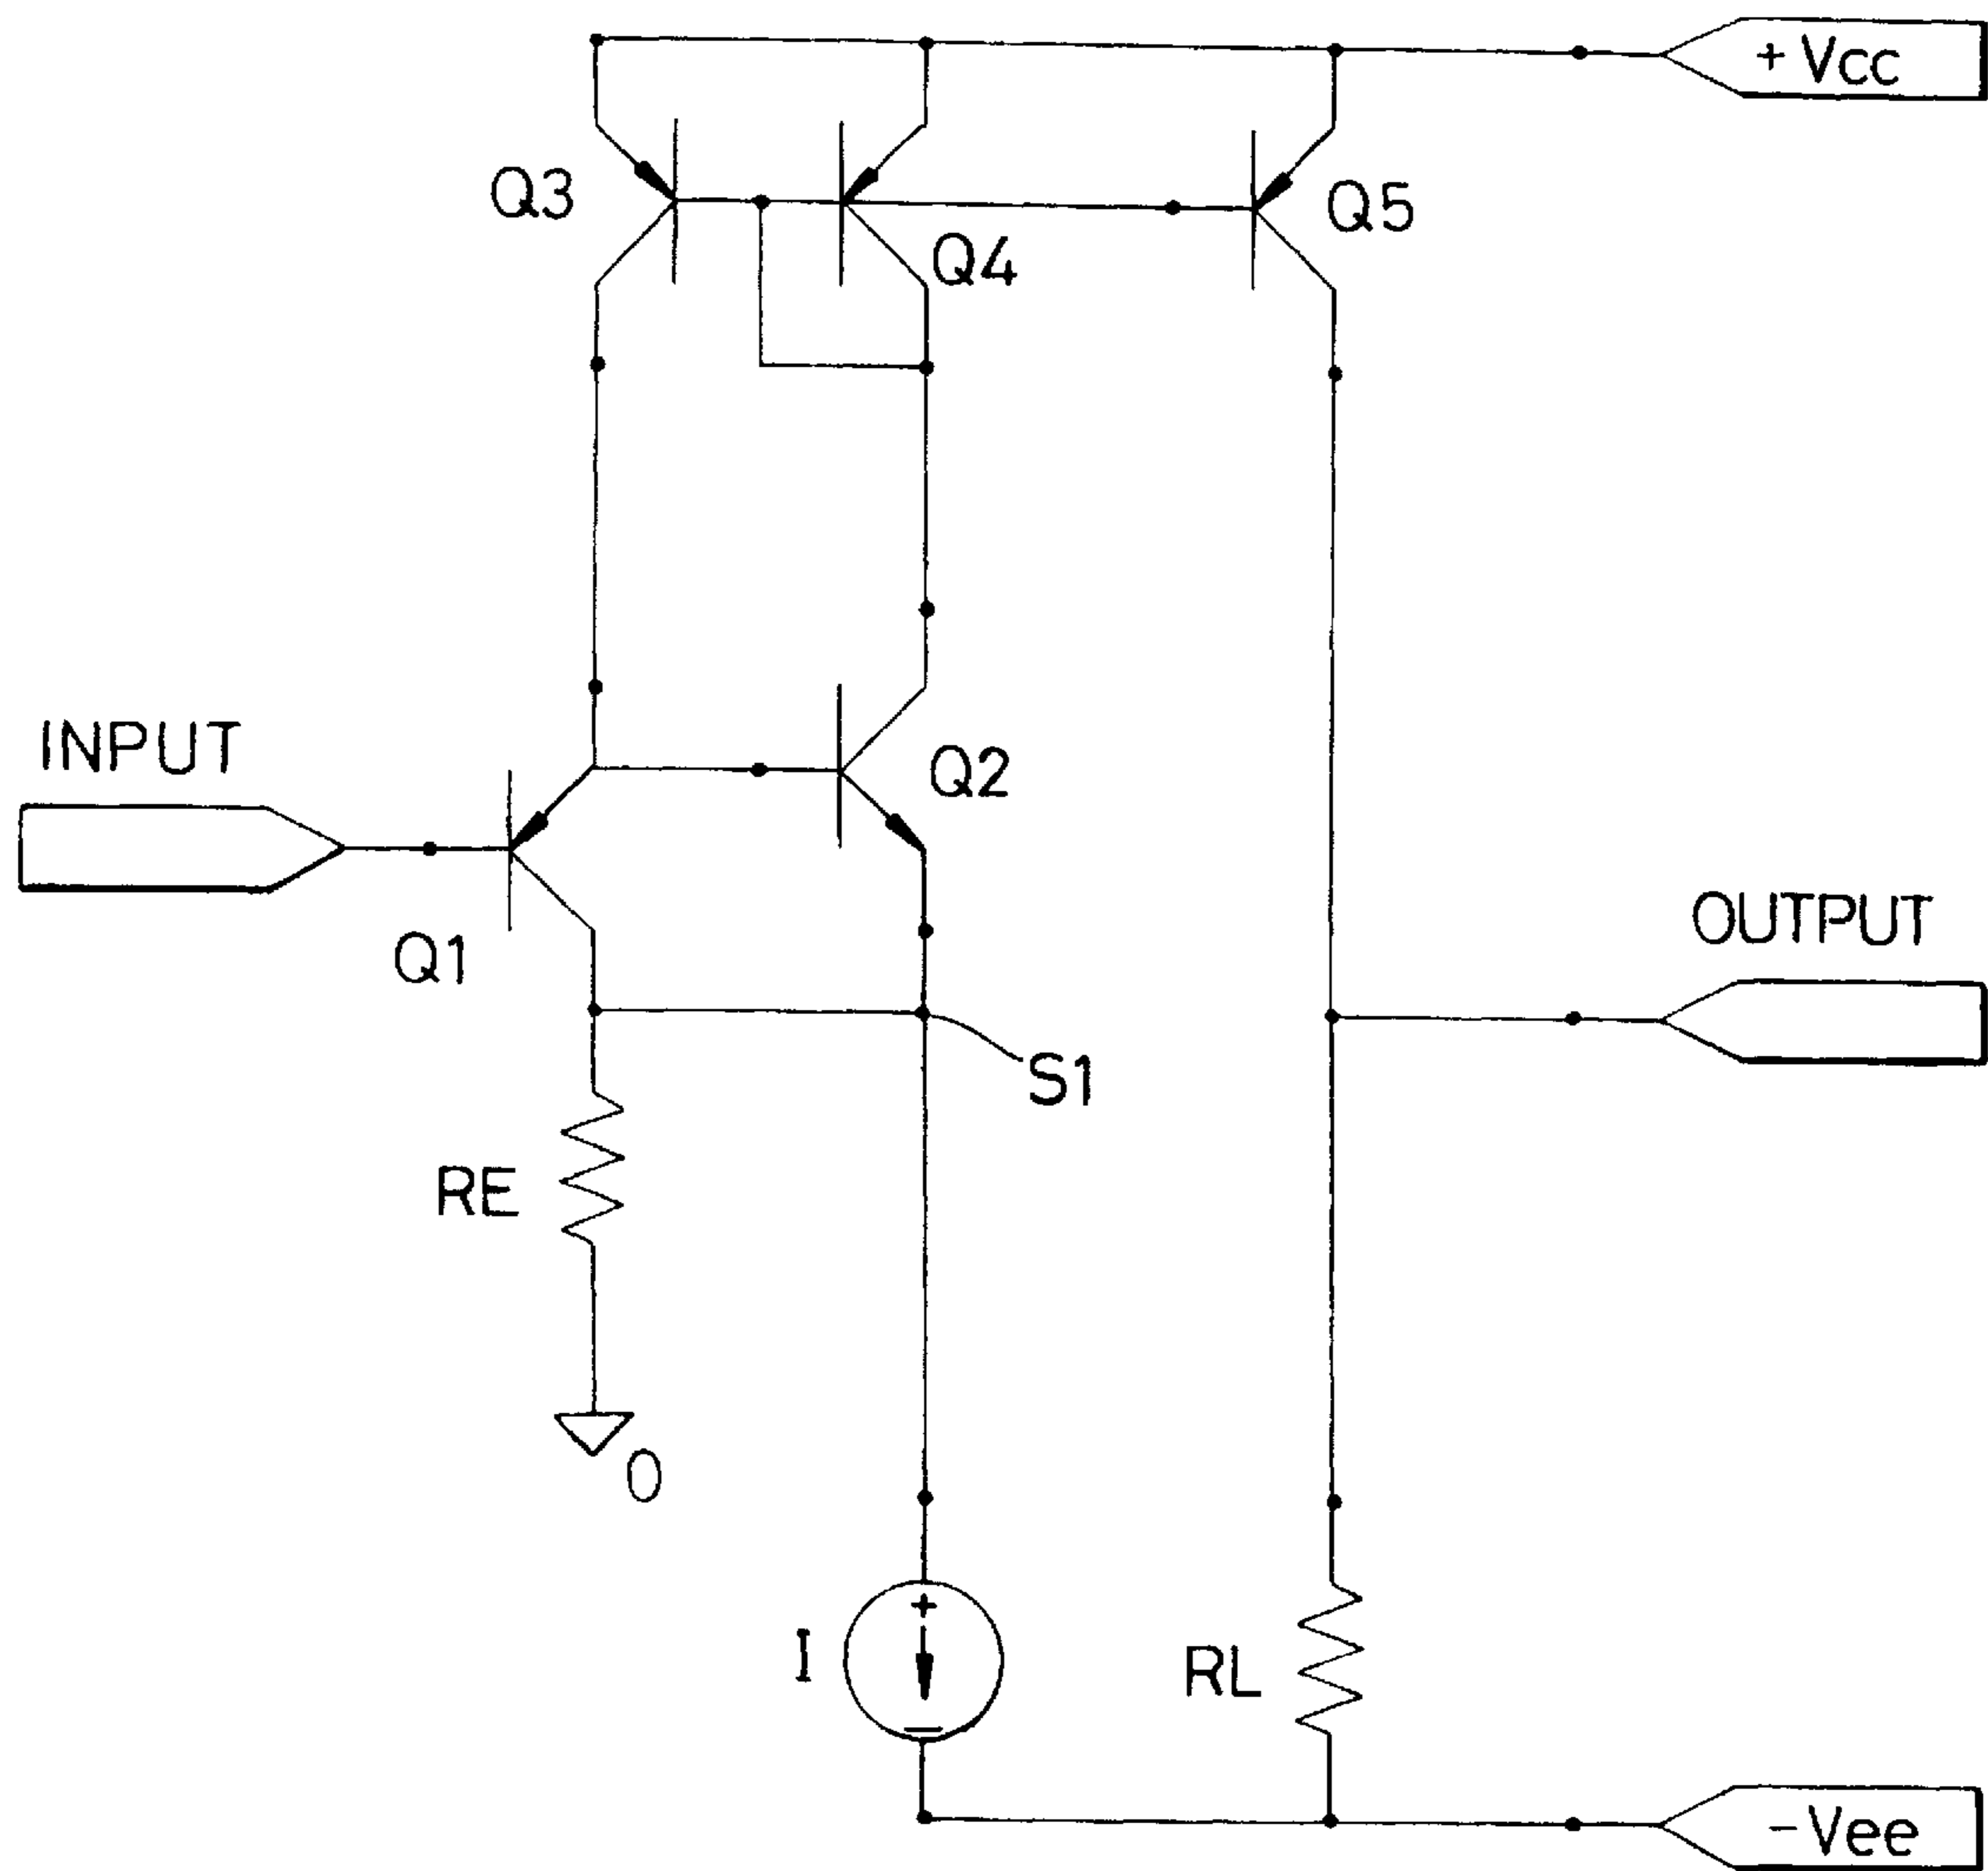 +Vcc
Q3
Q5
Q4
INPUT
Q2
OUTPUT
Q1
S1
RE
0
+
I
RL
−
-Vee